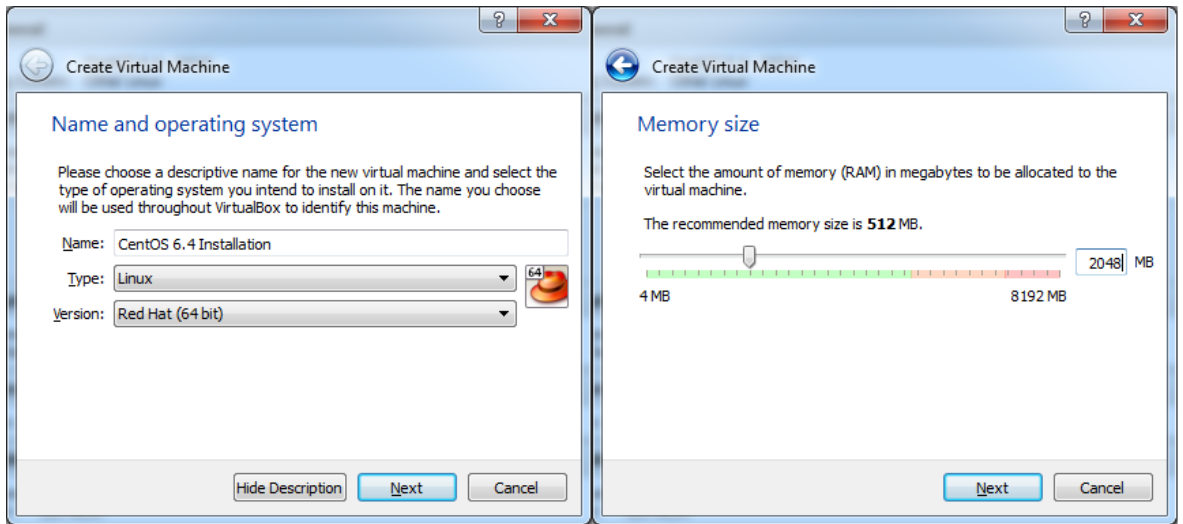 Create Virtual Machine
Name and operating system
Please choose a descriptive name for the new virtual machine and select the
type of operating system you intend to install on it. The name you choose
will be used throughout VirtualBox to identify this machine.
Name: CentOS 6.4 Installation
Type: Linux
64
Version: Red Hat (64 bit)
Hide Description Next Cancel
Create Virtual Machine
Memory size
Select the amount of memory (RAM) in megabytes to be allocated to the
virtual machine.
The recommended memory size is 512 MB.
2048 MB
4 MB 8192 MB
Next Cancel